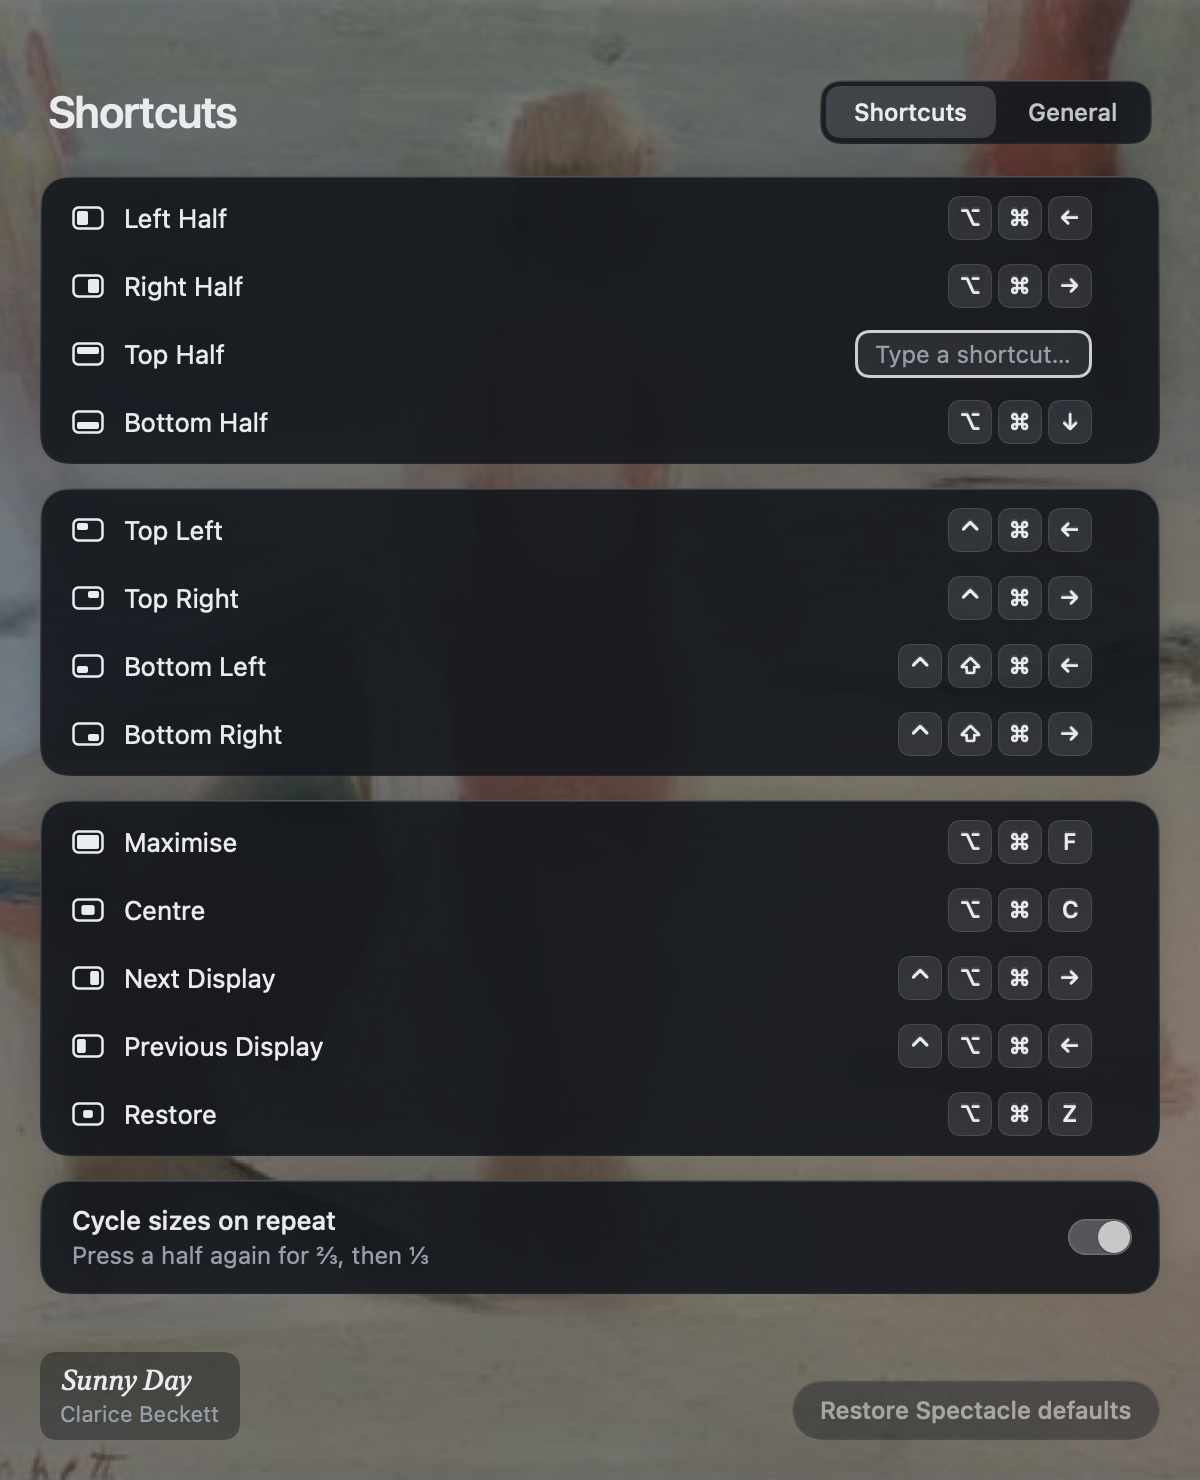 Shortcuts
Shortcuts General
Left Half ⌥ ⌘ ←
Right Half ⌥ ⌘ →
Top Half Type a shortcut...
Bottom Half ⌥ ⌘ ↓
Top Left ^ ⌘ ←
Top Right ^ ⌘ →
Bottom Left ^ ⇧ ⌘ ←
Bottom Right ^ ⇧ ⌘ →
Maximise ⌥ ⌘ F
Centre ⌥ ⌘ C
Next Display ^ ⌥ ⌘ →
Previous Display ^ ⌥ ⌘ ←
Restore ⌥ ⌘ Z
Cycle sizes on repeat
Press a half again for ⅔, then ⅓
Sunny Day
Clarice Beckett
Restore Spectacle defaults